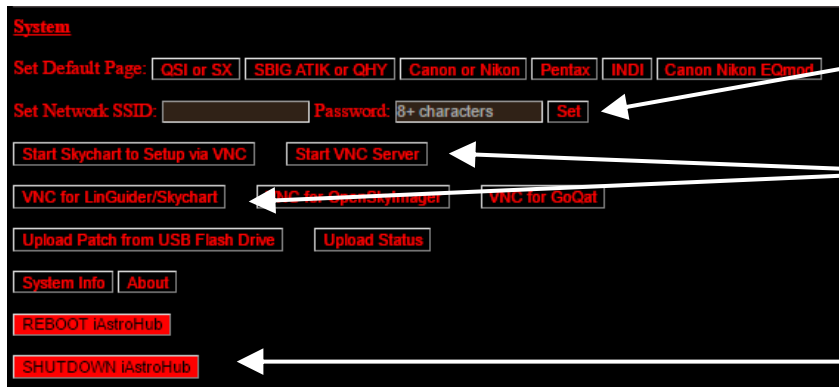 System
Set Default Page: QSI or SX SBIG ATIK or QHY Canon or Nikon Pentax INDI Canon Nikon EQmod
Set Network SSID: Password: 8+ characters Set
Start Skychart to Setup via VNC Start VNC Server
VNC for LinGuider/Skychart VNC for OpenSkyImager VNC for GoQat
Upload Patch from USB Flash Drive Upload Status
System Info About
REBOOT iAstroHub
SHUTDOWN iAstroHub